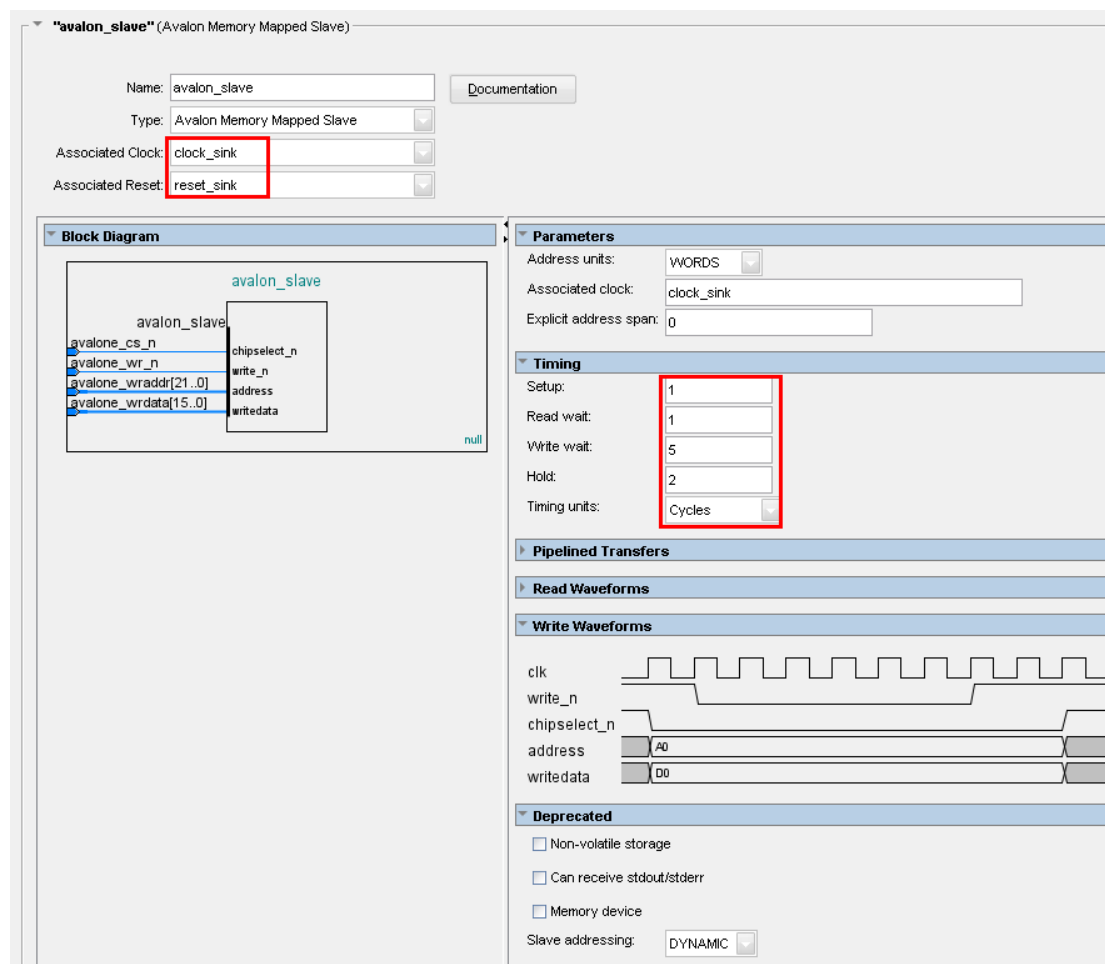 "avalon_slave" (Avalon Memory Mapped Slave)
Name: avalon_slave Documentation
Type: Avalon Memory Mapped Slave
Associated Clock: clock_sink
Associated Reset: reset_sink
Block Diagram
avalon_slave
avalon_slave
avalone_cs_n chipselect_n
avalone_wr_n write_n
avalone_wraddr[21..0] address
avalone_wrdata[15..0] writedata
null
Parameters
Address units: WORDS
Associated clock: clock_sink
Explicit address span: 0
Timing
Setup: 1
Read wait: 1
Write wait: 5
Hold: 2
Timing units: Cycles
Pipelined Transfers
Read Waveforms
Write Waveforms
clk
write_n
chipselect_n
address A0
writedata D0
Deprecated
Non-volatile storage
Can receive stdout/stderr
Memory device
Slave addressing: DYNAMIC